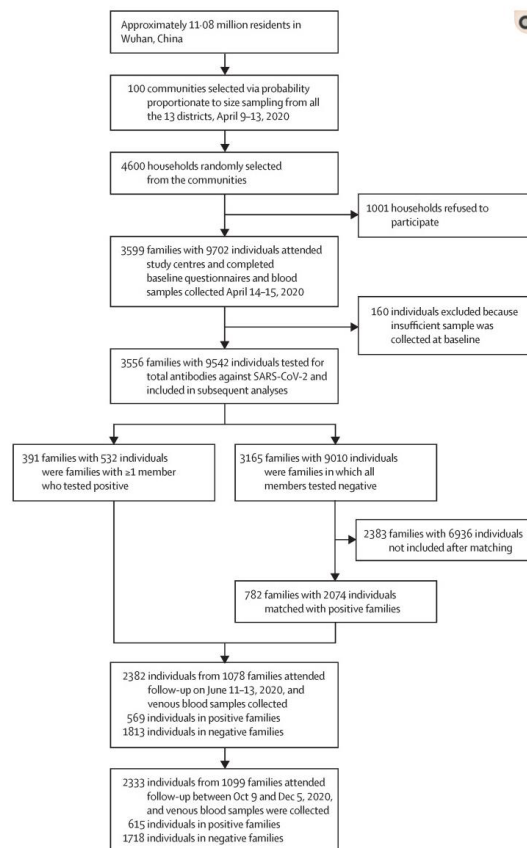 Approximately 11·08 million residents in
Wuhan, China
100 communities selected via probability
proportionate to size sampling from all
the 13 districts, April 9–13, 2020
4600 households randomly selected
from the communities
1001 households refused to
participate
3599 families with 9702 individuals attended
study centres and completed
baseline questionnaires and blood
samples collected April 14–15, 2020
160 individuals excluded because
insufficient sample was
collected at baseline
3556 families with 9542 individuals tested for
total antibodies against SARS-CoV-2 and
included in subsequent analyses
391 families with 532 individuals
were families with ≥1 member
who tested positive
3165 families with 9010 individuals
were families in which all
members tested negative
2383 families with 6936 individuals
not included after matching
782 families with 2074 individuals
matched with positive families
2382 individuals from 1078 families attended
follow-up on June 11–13, 2020, and
venous blood samples collected
569 individuals in positive families
1813 individuals in negative families
2333 individuals from 1099 families attended
follow-up between Oct 9 and Dec 5, 2020,
and venous blood samples were collected
615 individuals in positive families
1718 individuals in negative families